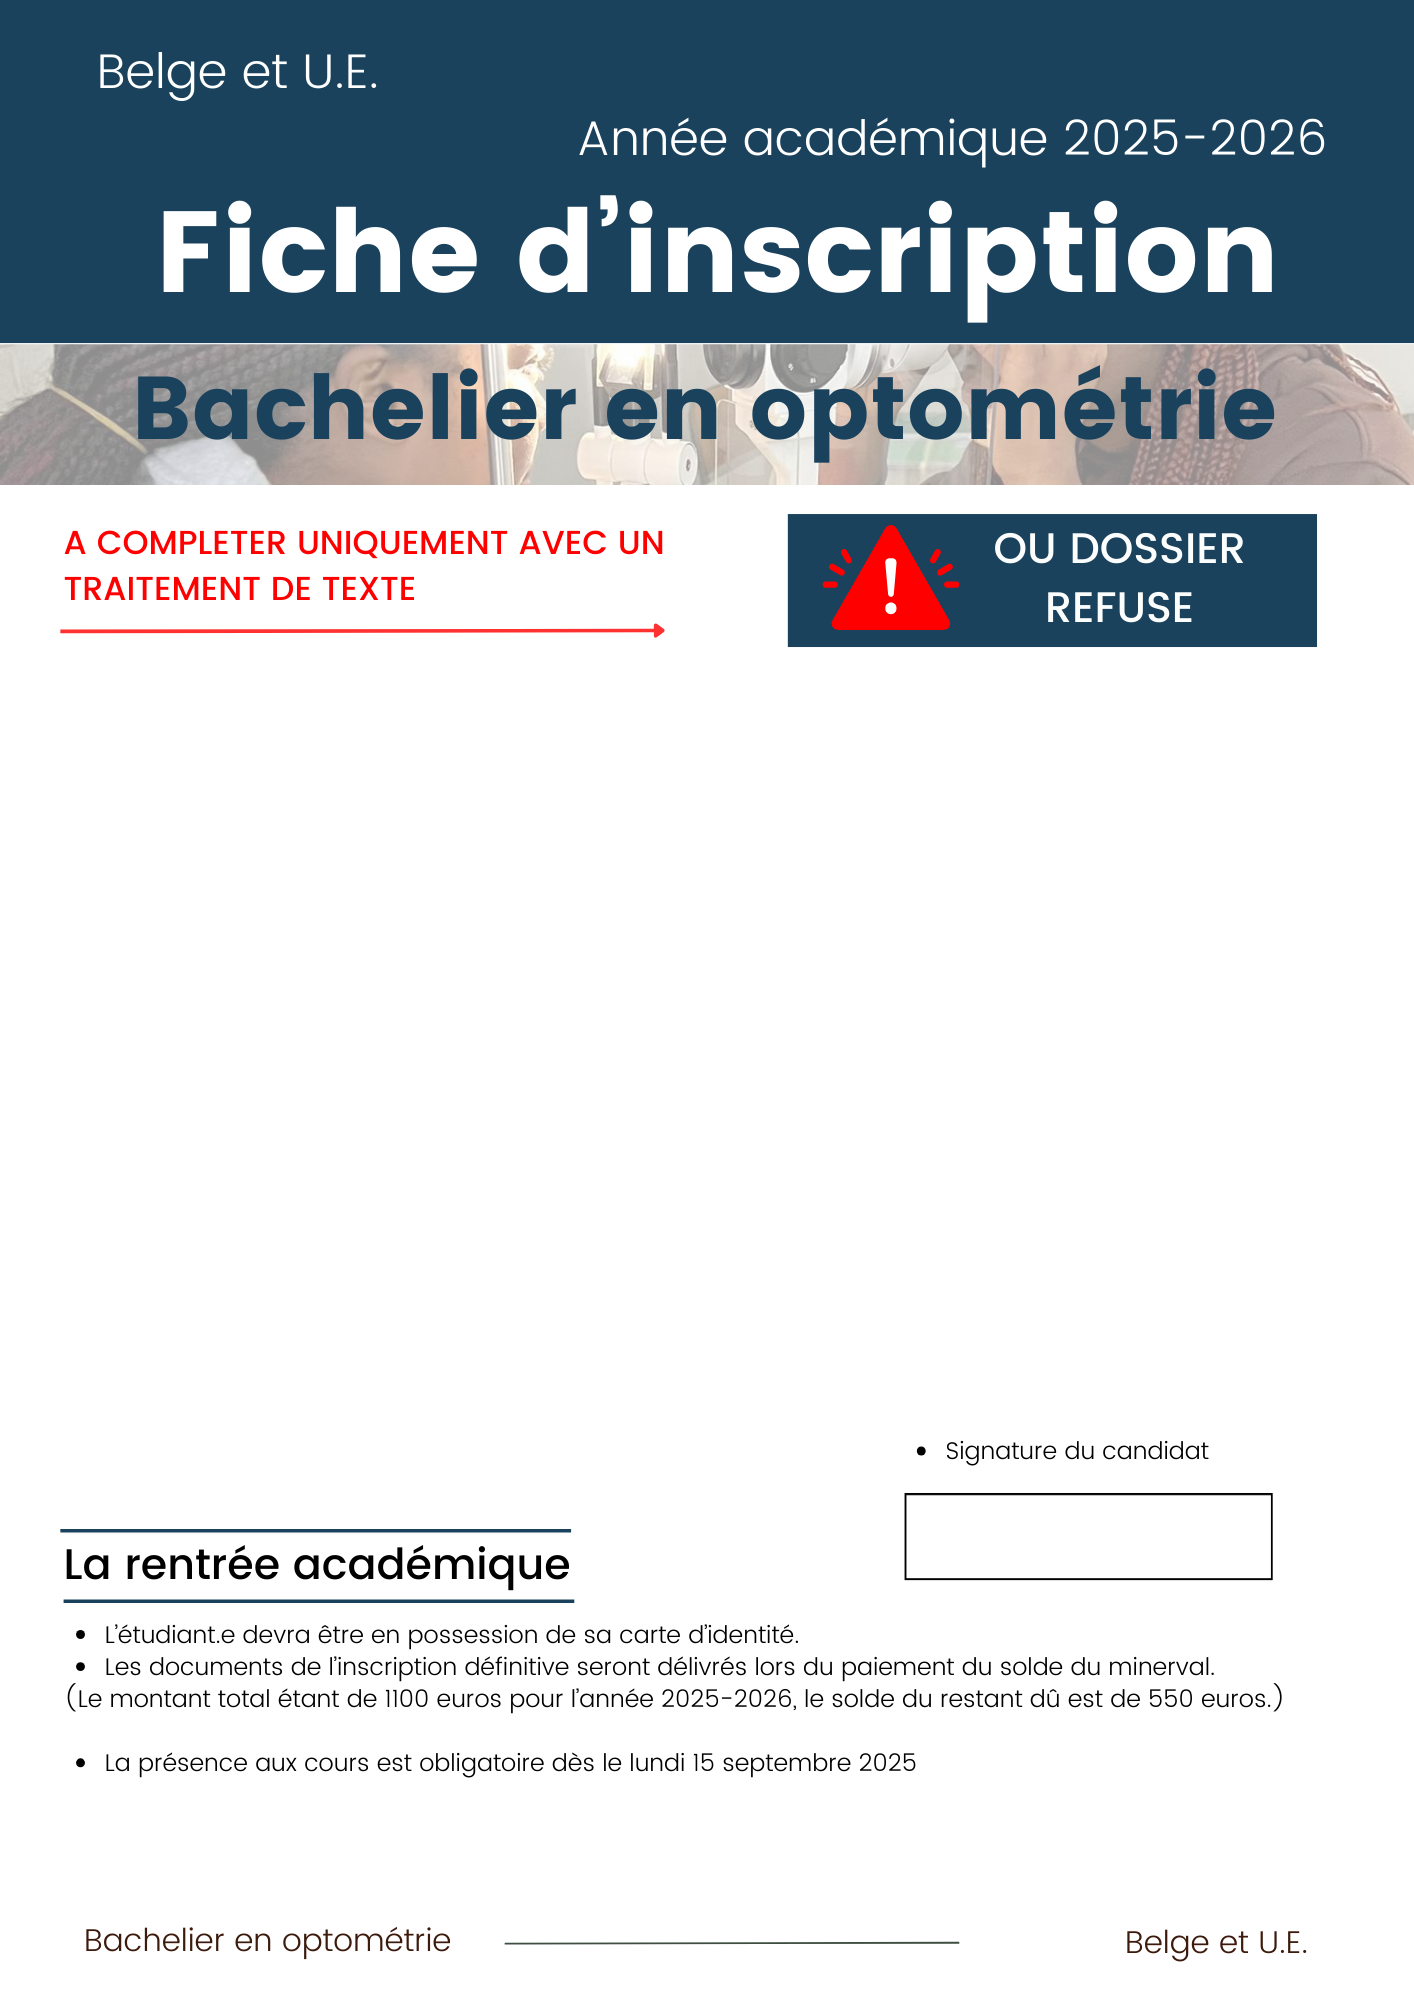 Belge et U.E.
Année académique 2025-2026
Fiche d’inscription
Bachelier en optométrie
A COMPLETER UNIQUEMENT AVEC UN
TRAITEMENT DE TEXTE
OU DOSSIER
REFUSE
• Signature du candidat
La rentrée académique
• L’étudiant.e devra être en possession de sa carte d’identité.
• Les documents de l’inscription définitive seront délivrés lors du paiement du solde du minerval.
(Le montant total étant de 1100 euros pour l’année 2025-2026, le solde du restant dû est de 550 euros.)
• La présence aux cours est obligatoire dès le lundi 15 septembre 2025
Bachelier en optométrie
Belge et U.E.